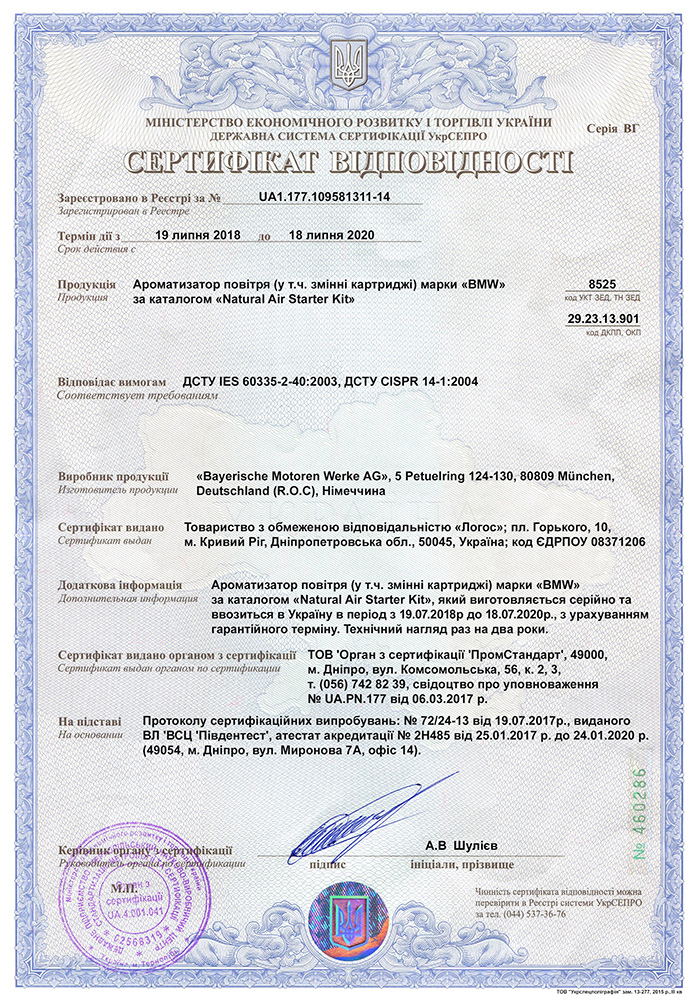 МІНІСТЕРСТВО ЕКОНОМІЧНОГО РОЗВИТКУ І ТОРГІВЛІ УКРАЇНИ
ДЕРЖАВНА СИСТЕМА СЕРТИФІКАЦІЇ УкрСЕПРО
Серія ВГ
СЕРТИФІКАТ ВІДПОВІДНОСТІ
Зареєстровано в Реєстрі за № UA1.177.109581311-14
Зарегистрирован в Реестре
Термін дії з 19 липня 2018 до 18 липня 2020
Срок действия с
Продукція Ароматизатор повітря (у т.ч. змінні картриджі) марки «BMW» 8525
Продукция за каталогом «Natural Air Starter Kit» код УКТ ЗЕД, ТН ЗЕД
29.23.13.901
код ДКПП, ОКП
Відповідає вимогам ДСТУ IES 60335-2-40:2003, ДСТУ CISPR 14-1:2004
Соответствует требованиям
УКРАЇНА
Виробник продукції «Bayerische Motoren Werke AG», 5 Petuelring 124-130, 80809 München,
Изготовитель продукции Deutschland (R.O.C), Німеччина
Сертифікат видано Товариство з обмеженою відповідальністю «Логос»; пл. Горького, 10,
Сертификат выдан м. Кривий Ріг, Дніпропетровська обл., 50045, Україна; код ЄДРПОУ 08371206
Додаткова інформація Ароматизатор повітря (у т.ч. змінні картриджі) марки «BMW»
Дополнительная информация за каталогом «Natural Air Starter Kit», який виготовляється серійно та
ввозиться в Україну в період з 19.07.2018р до 18.07.2020р., з урахуванням
гарантійного терміну. Технічний нагляд раз на два роки.
Сертифікат видано органом з сертифікації ТОВ 'Орган з сертифікації 'ПромСтандарт', 49000,
Сертификат выдан органом по сертификации м. Дніпро, вул. Комсомольська, 56, к. 2, 3,
т. (056) 742 82 39, свідоцтво про уповноваження
№ UA.PN.177 від 06.03.2017 р.
На підставі Протоколу сертифікаційних випробувань: № 72/24-13 від 19.07.2017р., виданого
На основании ВЛ 'ВСЦ 'Південтест', атестат акредитації № 2Н485 від 25.01.2017 р. до 24.01.2020 р.
(49054, м. Дніпро, вул. Миронова 7А, офіс 14).
№ 460286
Керівник органу з сертифікації А.В Шулієв
Руководитель органа по сертификации підпис ініціали, прізвище
М.П.
Орган з
сертифікації
UA.4.001.041
* 02568319 *
Чинність сертифіката відповідності можна
перевірити в Реєстрі системи УкрСЕПРО
за тел. (044) 537-36-76
ТОВ "Укрспецполіграфія" зам. 13-277, 2015 р., ІІІ кв